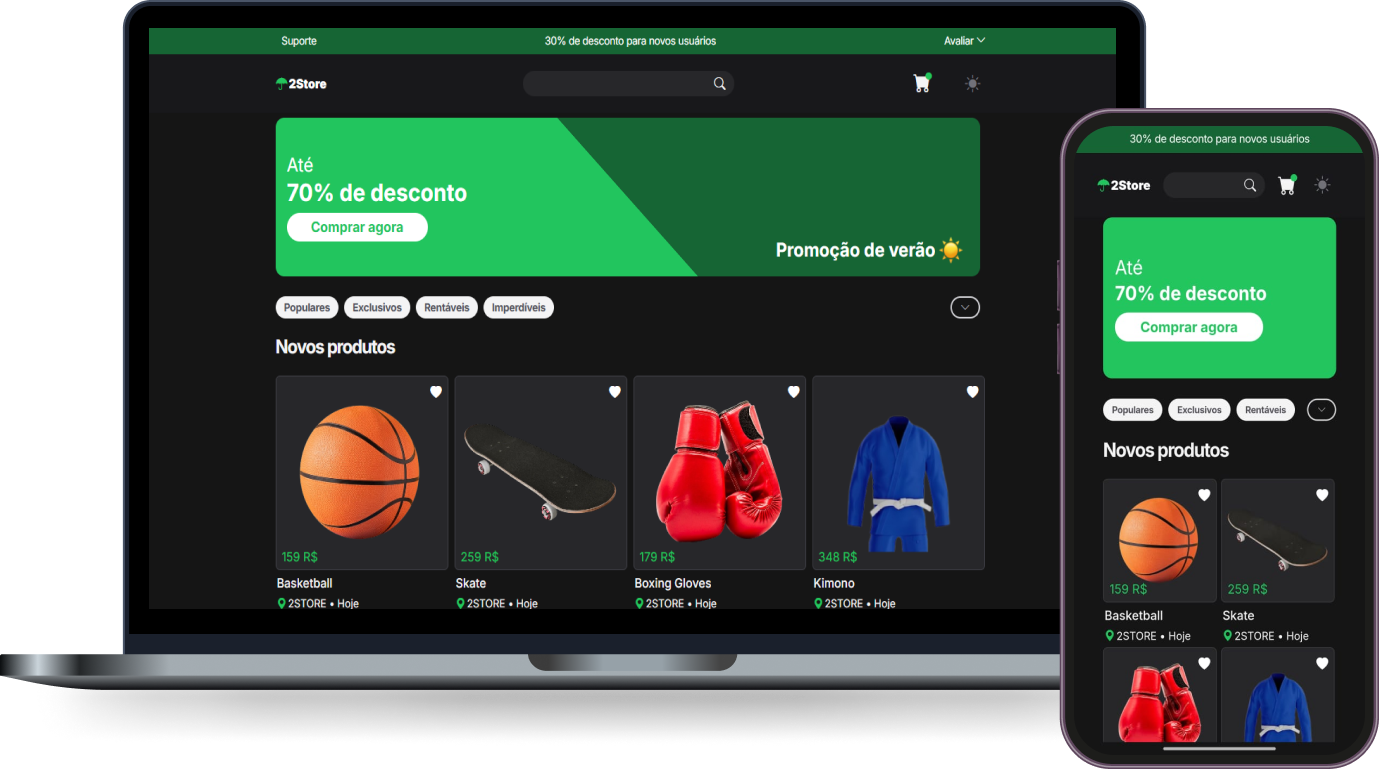 Suporte
30% de desconto para novos usuários
Avaliar
2Store
Até
70% de desconto
Comprar agora
Promoção de verão
Populares
Exclusivos
Rentáveis
Imperdíveis
Novos produtos
159 R$
259 R$
179 R$
348 R$
Basketball
Skate
Boxing Gloves
Kimono
2STORE • Hoje
2STORE • Hoje
2STORE • Hoje
2STORE • Hoje
30% de desconto para novos usuários
2Store
Até
70% de desconto
Comprar agora
Populares
Exclusivos
Rentáveis
Novos produtos
159 R$
259 R$
Basketball
Skate
2STORE • Hoje
2STORE • Hoje